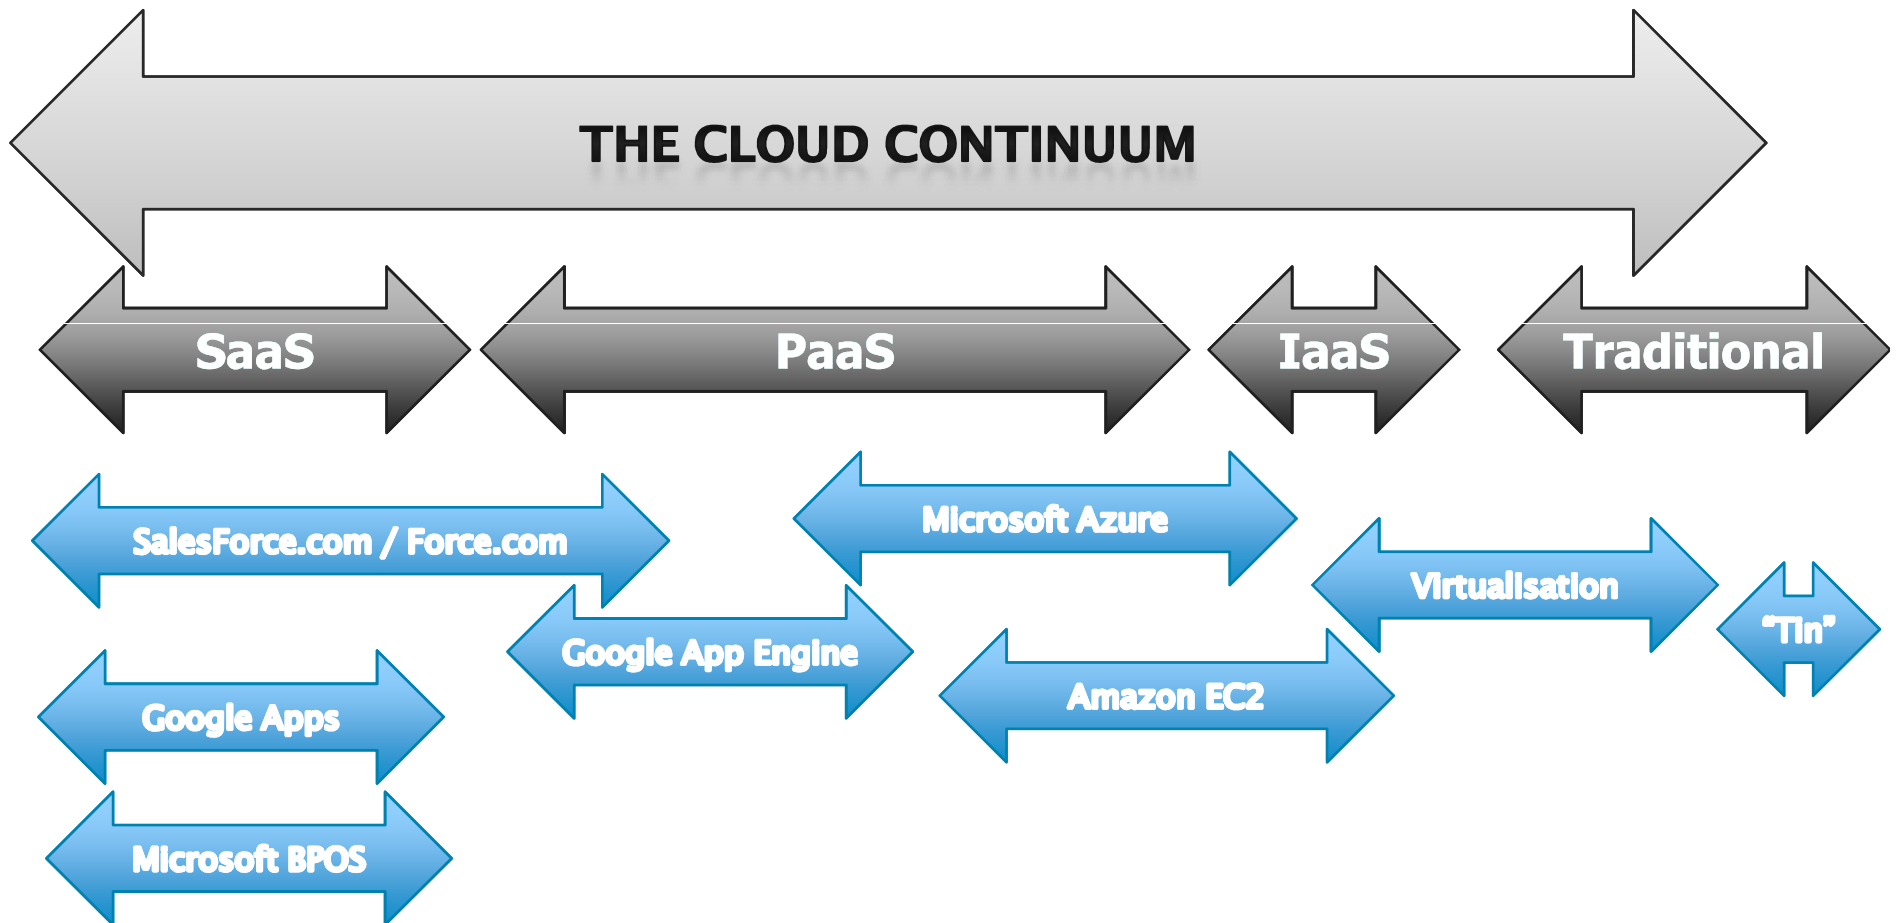 THE CLOUD CONTINUUM
SaaS
PaaS
IaaS
Traditional
SalesForce.com / Force.com
Microsoft Azure
Virtualisation
“Tin”
Google App Engine
Amazon EC2
Google Apps
Microsoft BPOS